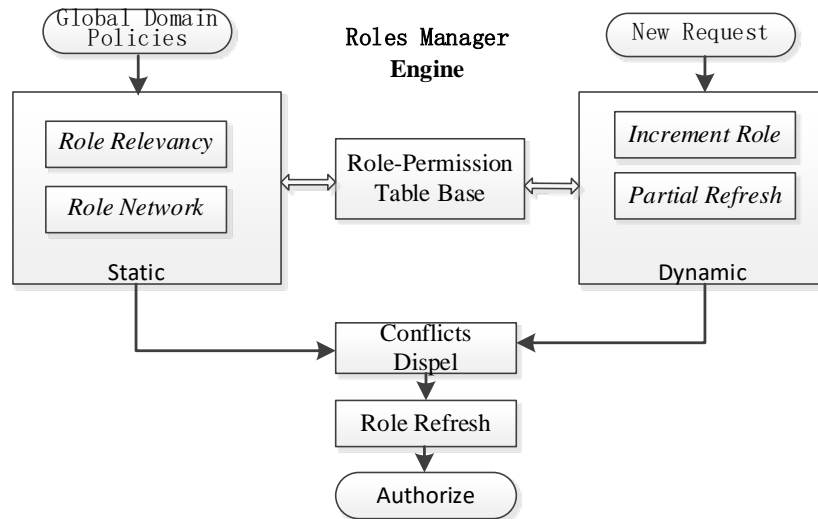 Global Domain
Policies
Roles Manager
Engine
New Request
Role Relevancy
Role Network
Static
Role-Permission
Table Base
Increment Role
Partial Refresh
Dynamic
Conflicts
Dispel
Role Refresh
Authorize